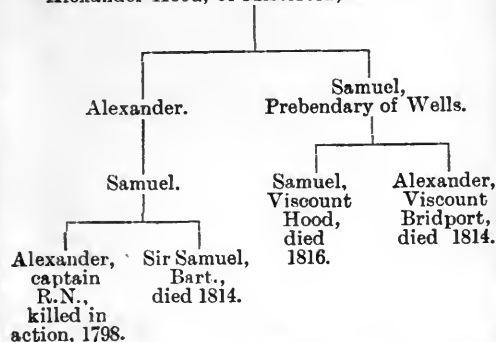 Alexander Hood, of
Alexander.
Samuel,
Prebendary of Wells.
Samuel.
Samuel,
Viscount
Hood,
died
1816.
Alexander,
Viscount
Bridport,
died 1814.
Alexander,
captain
R.N.,
killed in
action, 1798.
Sir Samuel,
Bart.,
died 1814.